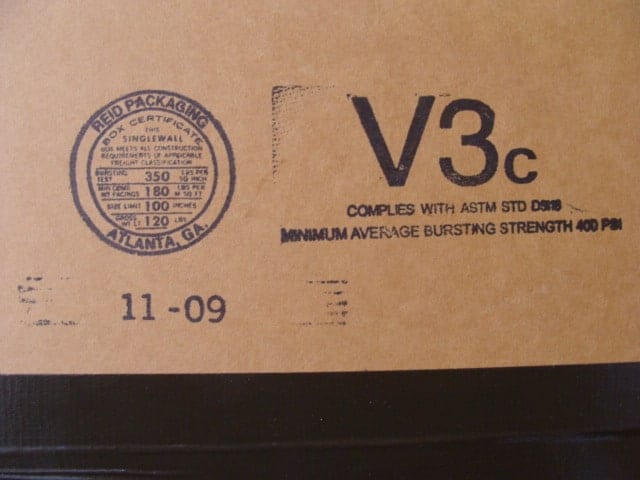 REID PACKAGING
BOX CERTIFICATE
THIS
SINGLEWALL
BOX MEETS ALL CONSTRUCTION
REQUIREMENTS OF APPLICABLE
FREIGHT CLASSIFICATION
BURSTING TEST 350 LBS PER SQ INCH
MIN COMB WT FACINGS 180 LBS PER M SQ FT
SIZE LIMIT 100 INCHES
GROSS WT LT 120 LBS
ATLANTA, GA.
V3c
COMPLIES WITH ASTM STD D5118
MINIMUM AVERAGE BURSTING STRENGTH 400 PSI
11-09